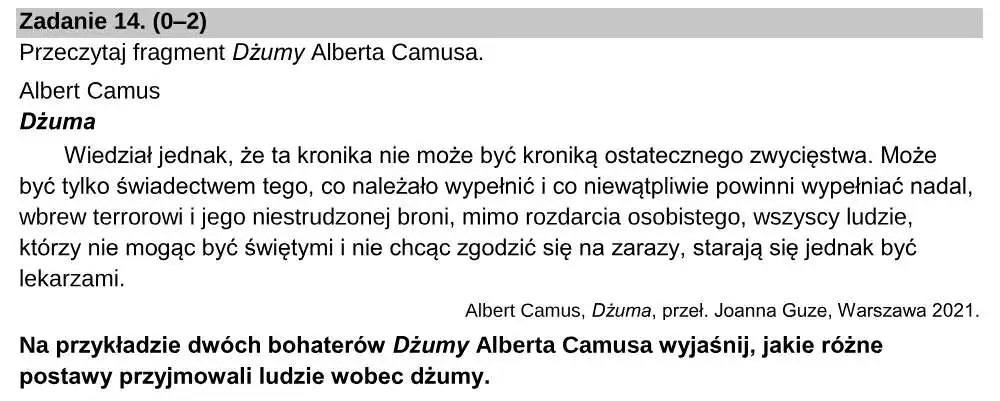 Zadanie 14. (0–2)
Przeczytaj fragment Dżumy Alberta Camusa.
Albert Camus
Dżuma
Wiedział jednak, że ta kronika nie może być kroniką ostatecznego zwycięstwa. Może
być tylko świadectwem tego, co należało wypełnić i co niewątpliwie powinni wypełniać nadal,
wbrew terrorowi i jego niestrudzonej broni, mimo rozdarcia osobistego, wszyscy ludzie,
którzy nie mogąc być świętymi i nie chcąc zgodzić się na zarazy, starają się jednak być
lekarzami.
Albert Camus, Dżuma, przeł. Joanna Guze, Warszawa 2021.
Na przykładzie dwóch bohaterów Dżumy Alberta Camusa wyjaśnij, jakie różne
postawy przyjmowali ludzie wobec dżumy.